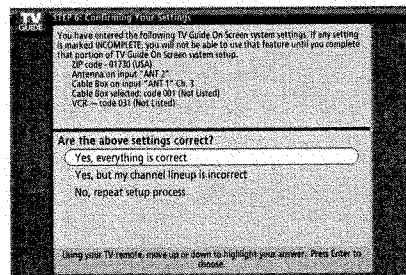 TV
GUIDE
STEP 6: Confirming Your Settings
You have entered the following TV Guide On Screen system settings. If any setting
is marked INCOMPLETE, you will not be able to use that feature until you complete
that portion of TV Guide On Screen system setup.
ZIP code - 01730 (USA)
Antenna on input "ANT 2"
Cable Box on input "ANT 1" Ch. 3
Cable Box selected: code 001 (Not Listed)
VCR - code 031 (Not Listed)
Are the above settings correct?
Yes, everything is correct
Yes, but my channel lineup is incorrect
No, repeat setup process
Using your TV remote, move up or down to highlight your answer. Press Enter to
choose.